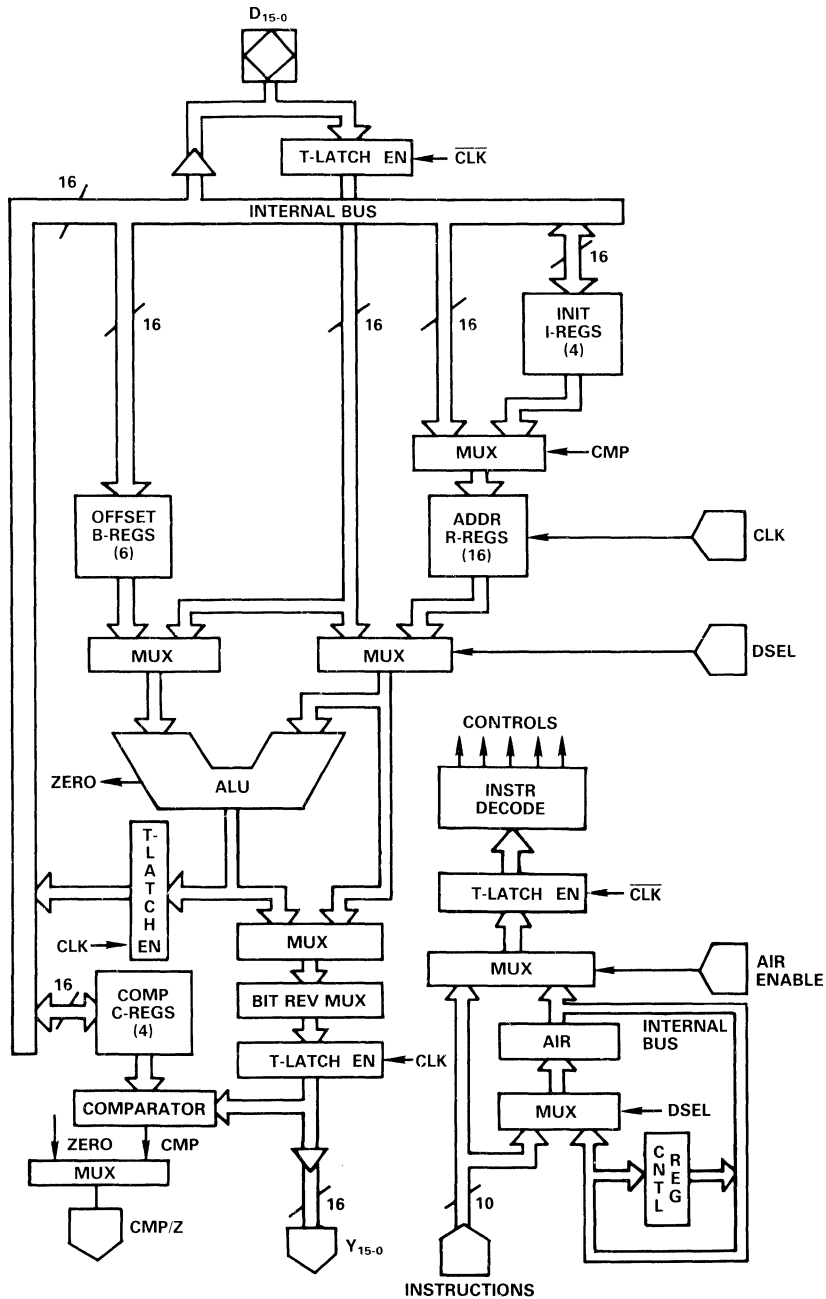 D15-0
T-LATCH EN
CLK
16
INTERNAL BUS
16
INIT
I-REGS
(4)
16
16
16
MUX
CMP
OFFSET
B-REGS
(6)
ADDR
R-REGS
(16)
CLK
MUX
MUX
DSEL
CONTROLS
ZERO
ALU
INSTR
DECODE
T-
LATCH
EN
CLK
T-LATCH EN
CLK
MUX
MUX
AIR
ENABLE
16
COMP
C-REGS
(4)
BIT REV MUX
INTERNAL
BUS
AIR
T-LATCH EN
CLK
COMPARATOR
MUX
DSEL
ZERO
CMP
MUX
CNTL
REG
CMP/Z
16
Y15-0
10
INSTRUCTIONS